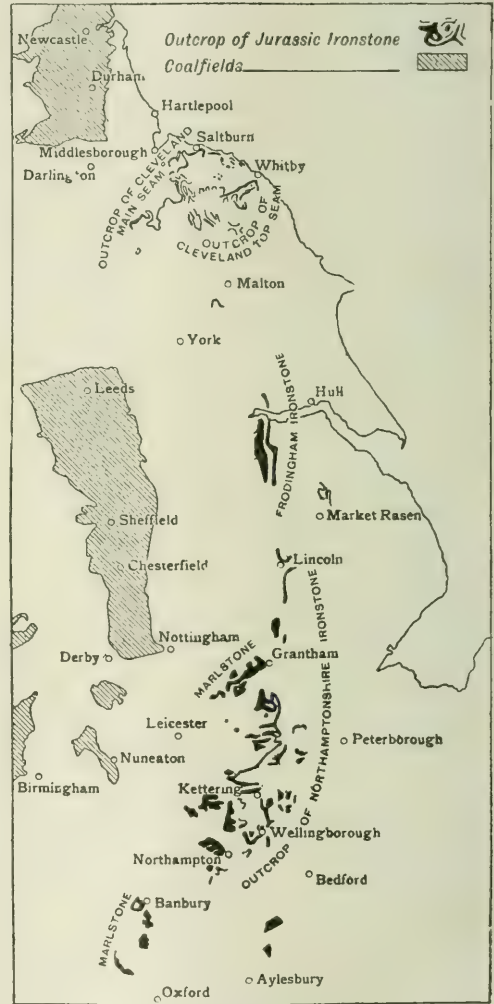 Outcrop of Jurassic Ironstone
Coalfields
Newcastle
Durham
Hartlepool
Middlesborough
Saltburn
Darling'on
Whitby
OUTCROP OF CLEVELAND
MAIN SEAM
OUTCROP OF
CLEVELAND TOP SEAM
Malton
York
Leeds
Hull
FRODINGHAM IRONSTONE
Sheffield
Market Rasen
Chesterfield
Lincoln
Nottingham
Derby
MARLSTONE
Grantham
OUTCROP OF NORTHAMPTONSHIRE IRONSTONE
Leicester
Peterborough
Nuneaton
Birmingham
Kettering
Wellingborough
Northampton
Bedford
Banbury
MARLSTONE
Aylesbury
Oxford